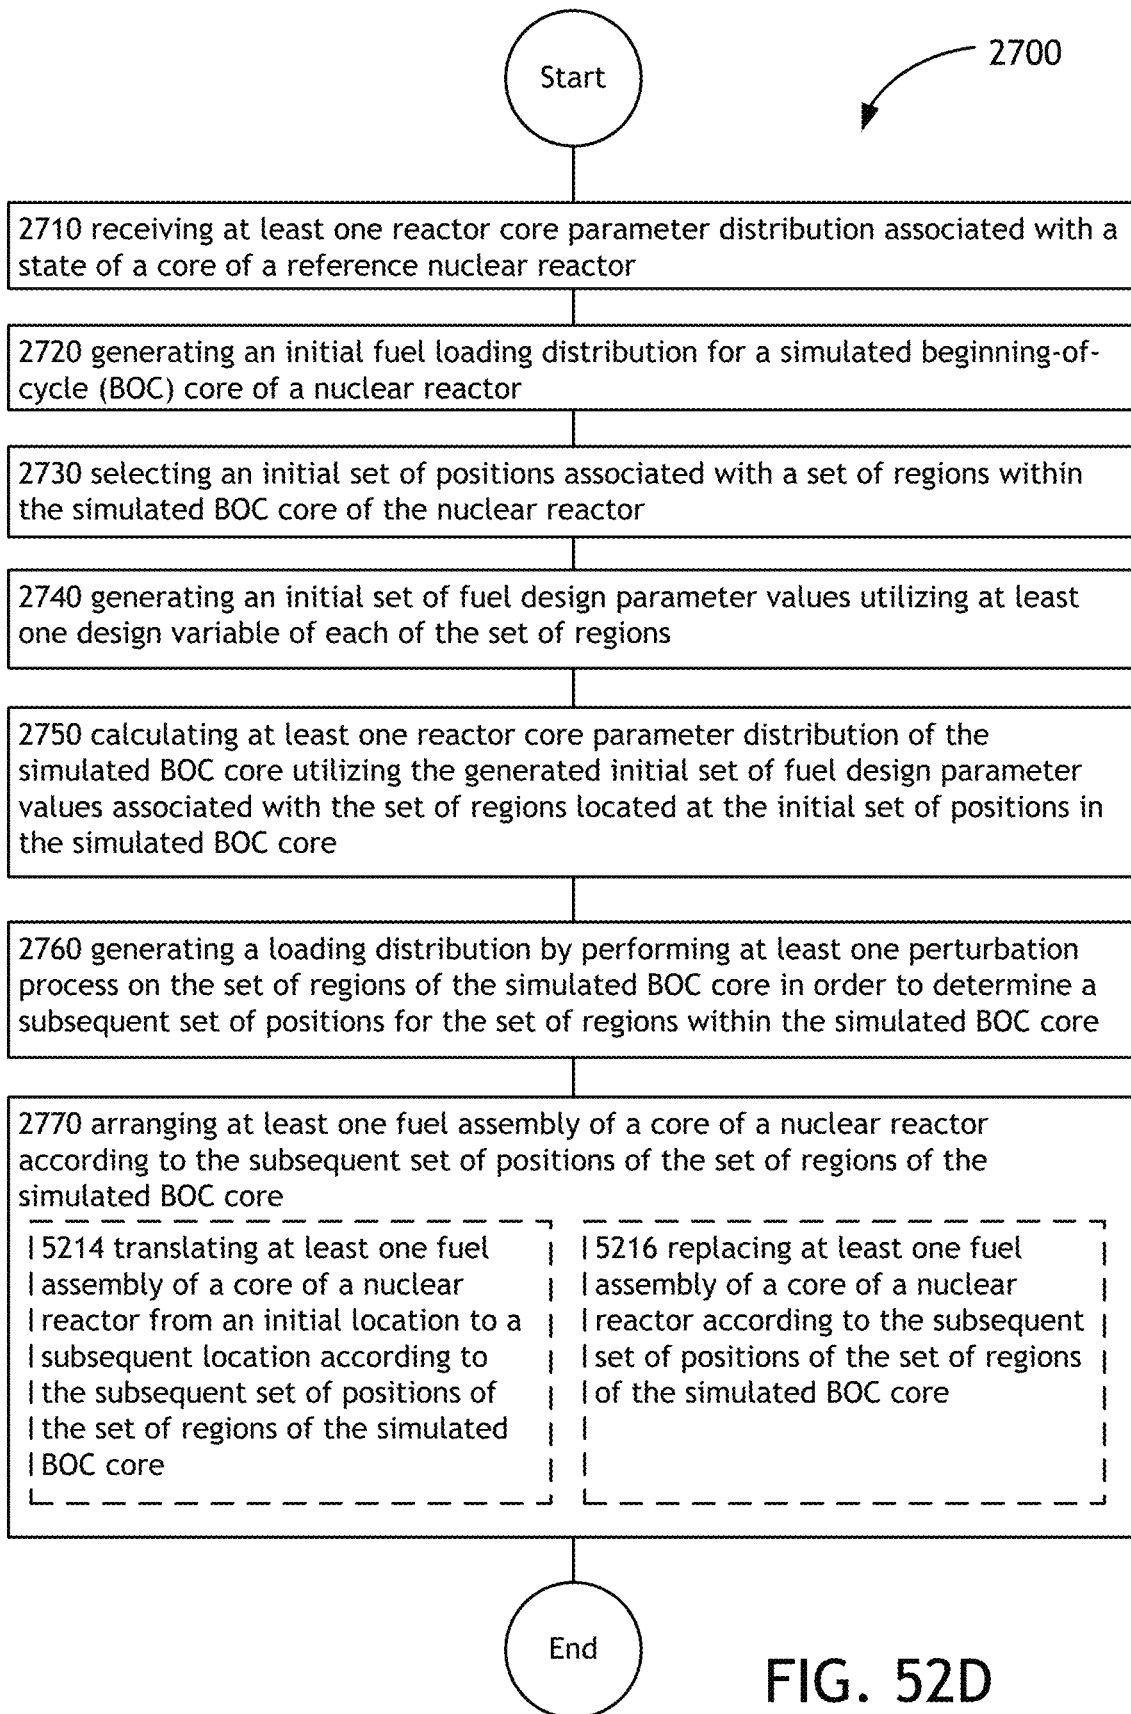 Start
2700
2710 receiving at least one reactor core parameter distribution associated with a
state of a core of a reference nuclear reactor
2720 generating an initial fuel loading distribution for a simulated beginning-of-
cycle (BOC) core of a nuclear reactor
2730 selecting an initial set of positions associated with a set of regions within
the simulated BOC core of the nuclear reactor
2740 generating an initial set of fuel design parameter values utilizing at least
one design variable of each of the set of regions
2750 calculating at least one reactor core parameter distribution of the
simulated BOC core utilizing the generated initial set of fuel design parameter
values associated with the set of regions located at the initial set of positions in
the simulated BOC core
2760 generating a loading distribution by performing at least one perturbation
process on the set of regions of the simulated BOC core in order to determine a
subsequent set of positions for the set of regions within the simulated BOC core
2770 arranging at least one fuel assembly of a core of a nuclear reactor
according to the subsequent set of positions of the set of regions of the
simulated BOC core
5214 translating at least one fuel
assembly of a core of a nuclear
reactor from an initial location to a
subsequent location according to
the subsequent set of positions of
the set of regions of the simulated
BOC core
5216 replacing at least one fuel
assembly of a core of a nuclear
reactor according to the subsequent
set of positions of the set of regions
of the simulated BOC core
End
FIG. 52D